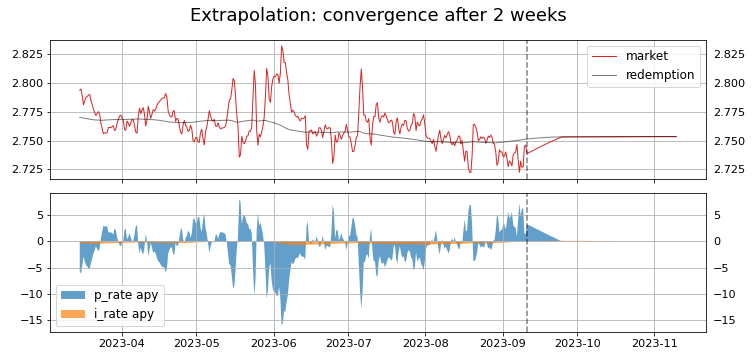 Extrapolation: convergence after 2 weeks
2.825 2.825
market
redemption
2.800 2.800
2.775 2.775
2.750 2.750
2.725 2.725
5 5
0 0
−5 −5
−10 −10
p_rate apy
i_rate apy
−15 −15
2023-04 2023-05 2023-06 2023-07 2023-08 2023-09 2023-10 2023-11